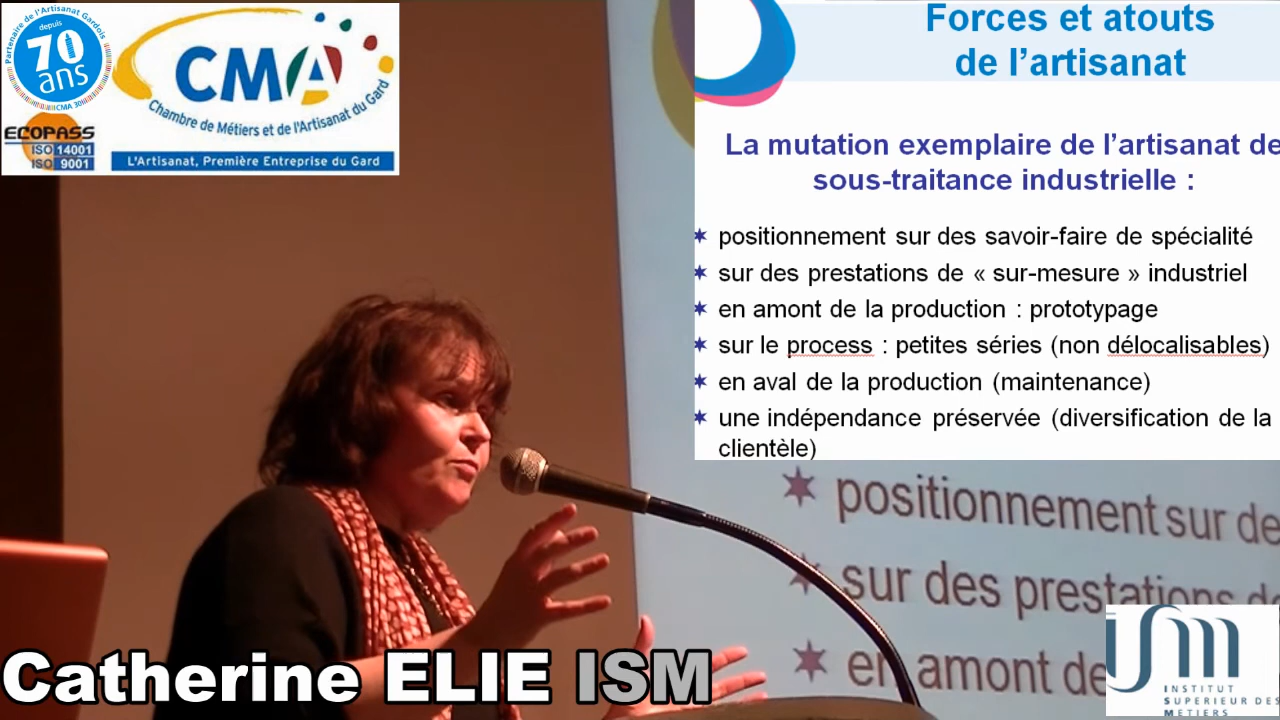 Partenaire de l'Artisanat Gardois
depuis
70
ans
CMA 30
CMA
Chambre de Métiers et de l'Artisanat du Gard
ECOPASS
ISO 14001
ISO 9001
L'Artisanat, Première Entreprise du Gard
Forces et atouts
de l'artisanat
La mutation exemplaire de l'artisanat de
sous-traitance industrielle :
positionnement sur des savoir-faire de spécialité
sur des prestations de « sur-mesure » industriel
en amont de la production : prototypage
sur le process : petites séries (non délocalisables)
en aval de la production (maintenance)
une indépendance préservée (diversification de la
clientèle)
positionnement sur de
sur des prestations de
en amont de
Catherine ELIE ISM
ism
INSTITUT
SUPERIEUR DES
METIERS